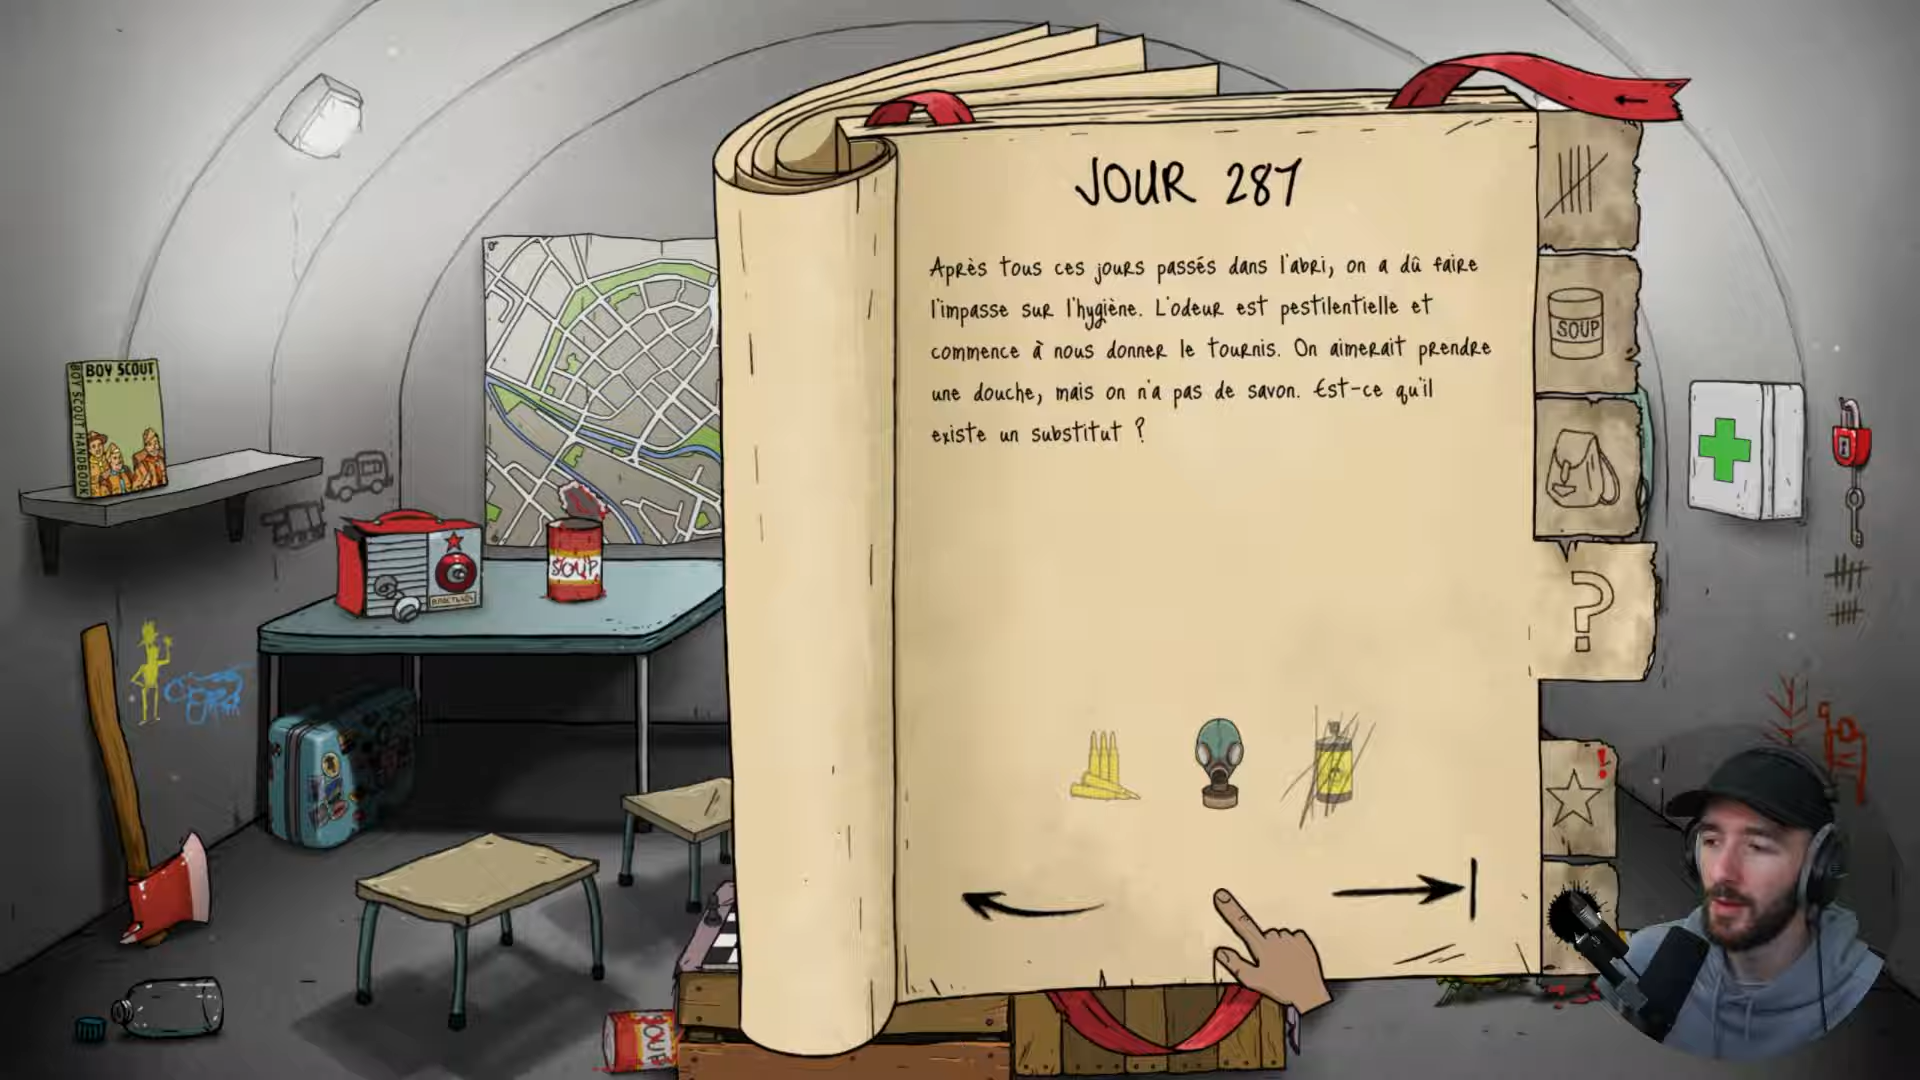 JOUR 287
Après tous ces jours passés dans l'abri, on a dû faire
l'impasse sur l'hygiène. L'odeur est pestilentielle et
commence à nous donner le tournis. On aimerait prendre
une douche, mais on n'a pas de savon. Est-ce qu'il
existe un substitut ?
SOUP
BOY SCOUT
HANDBOOK
BOY SCOUT HANDBOOK
SOUP
SOUP